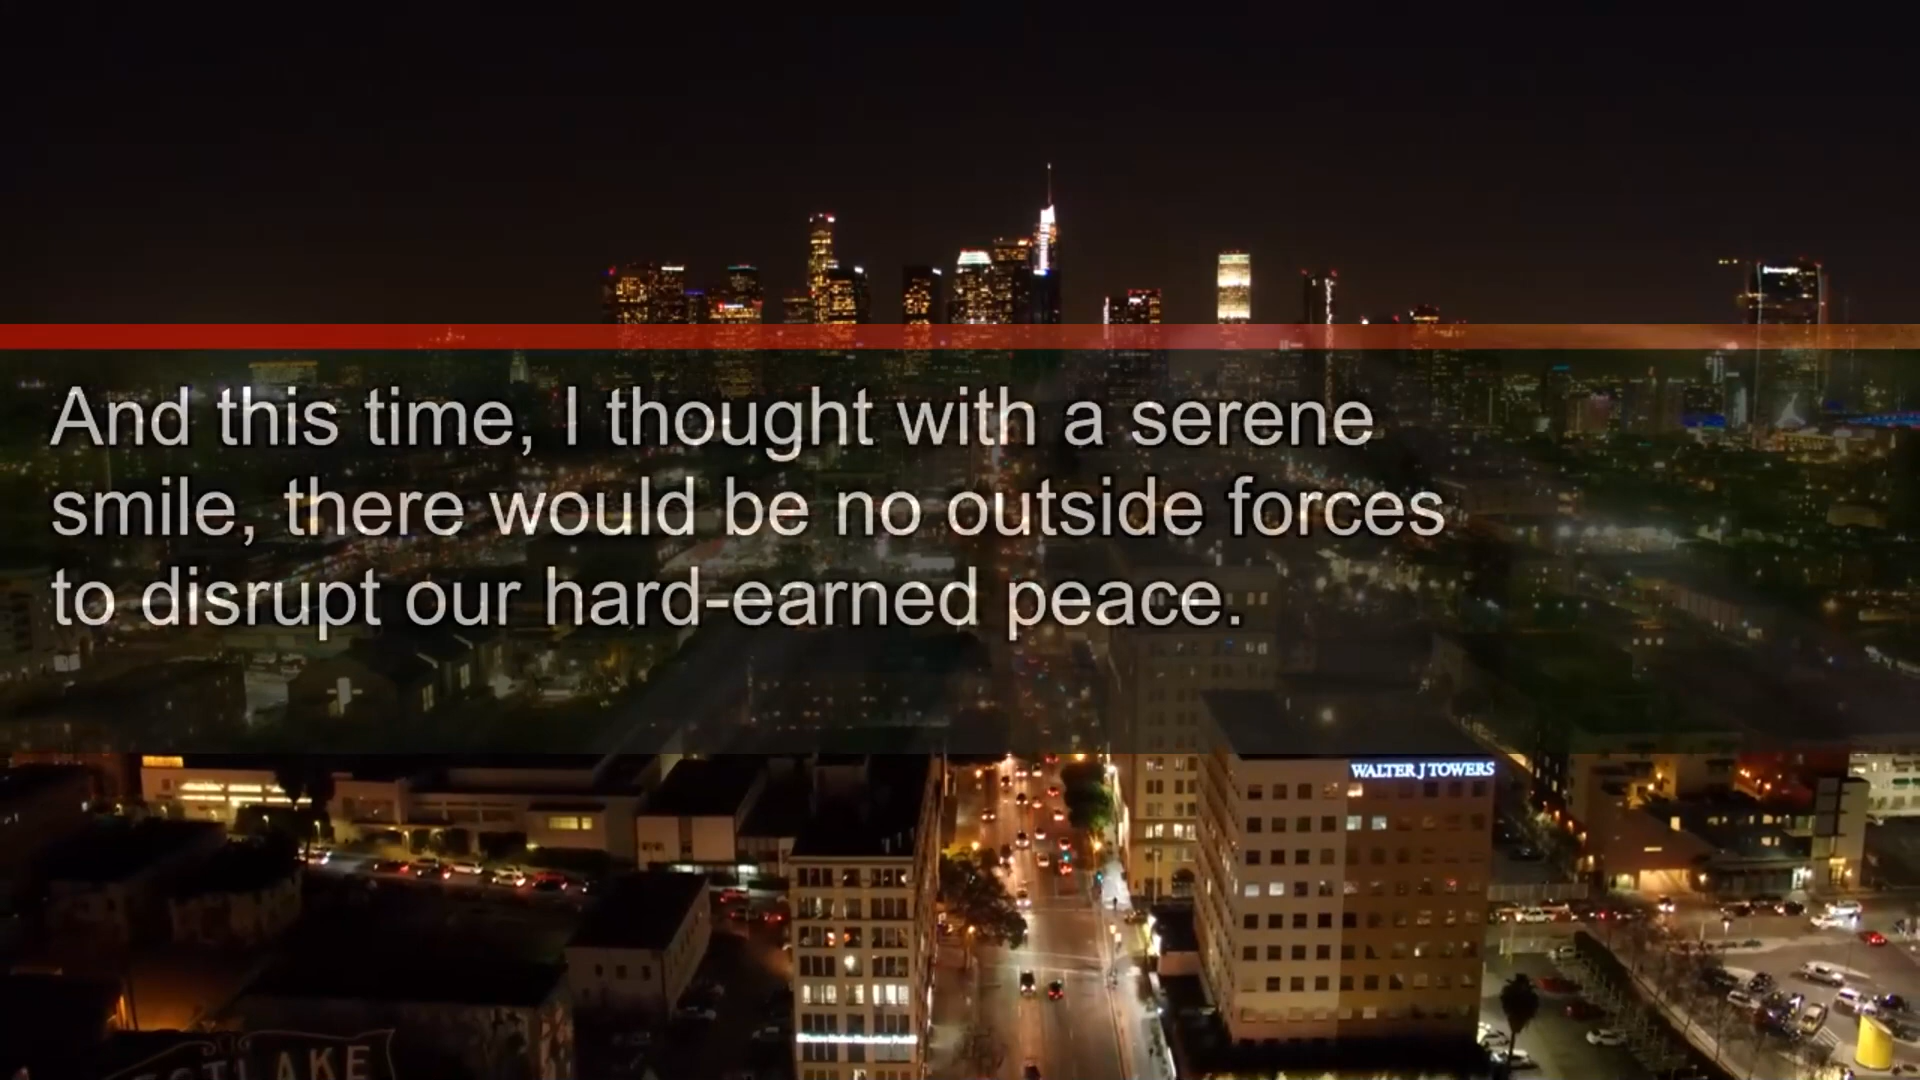 And this time, I thought with a serene
smile, there would be no outside forces
to disrupt our hard-earned peace.
WALTER J TOWERS